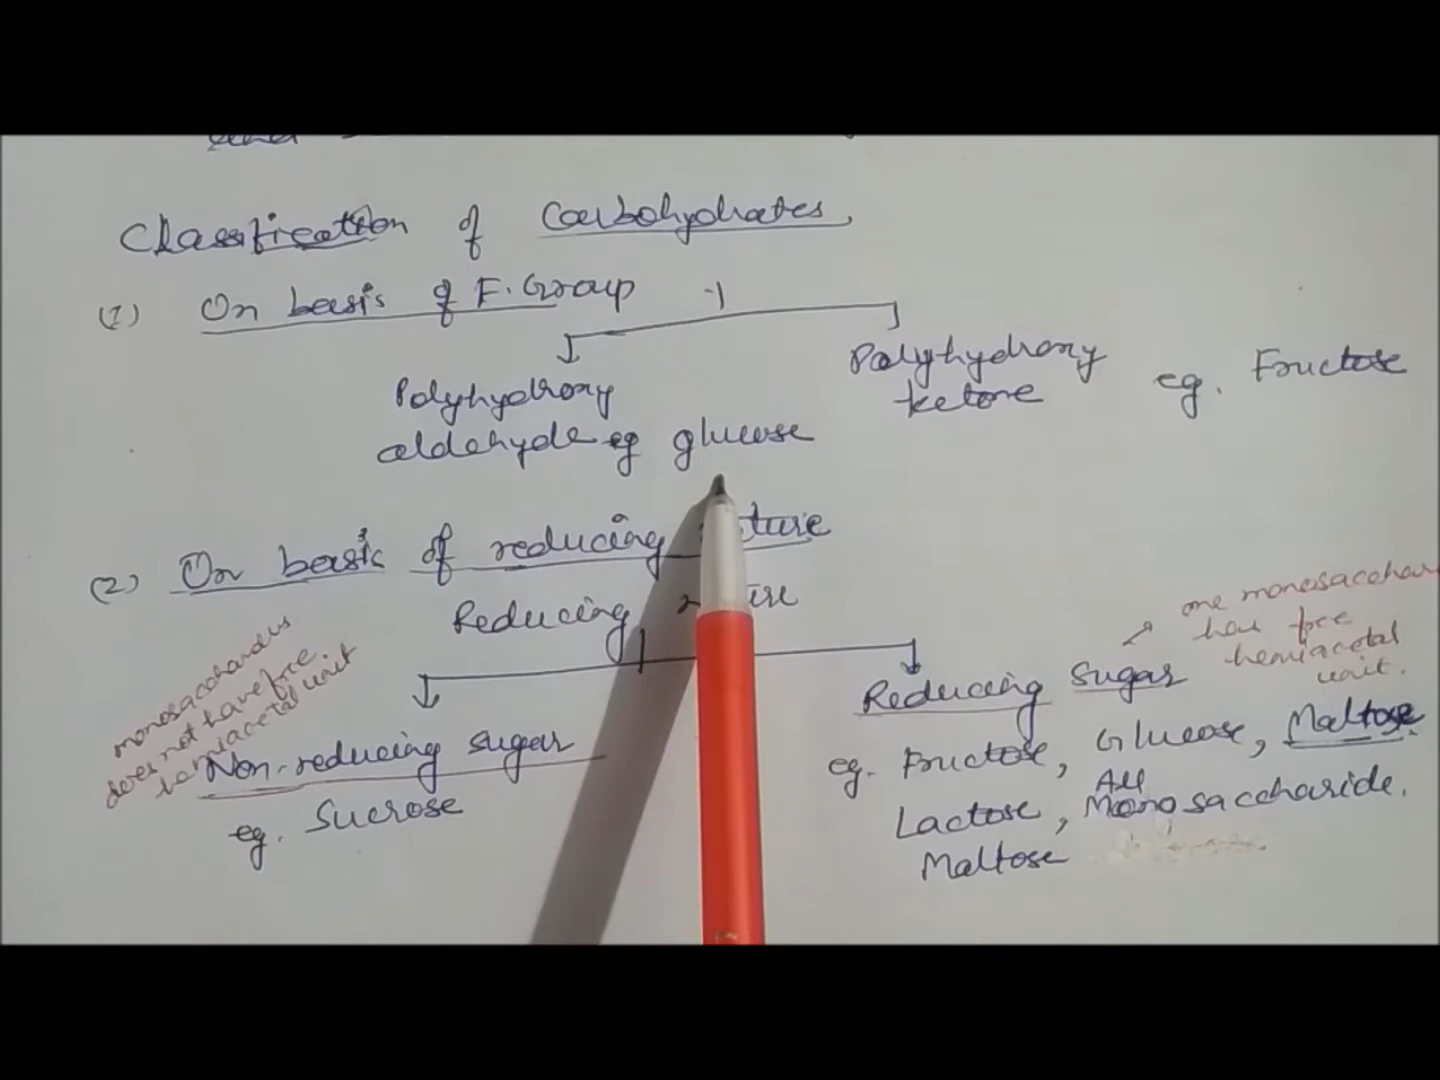 Classification of Carbohydrates,
(1) On basis of F. Group
Polyhydroxy
aldehyde eg glucose
Polyhydroxy
ketone
eg. Fructose
(2) On basis of reducing
Reducing
monosaccharides
does not have free
hemiacetal unit
Non-reducing sugar
eg. Sucrose
one monosacchar
has free
hemiacetal
unit.
Reducing sugar
eg. Fructose, Glucose, Maltose
Lactose, All Monosaccharide.
Maltose